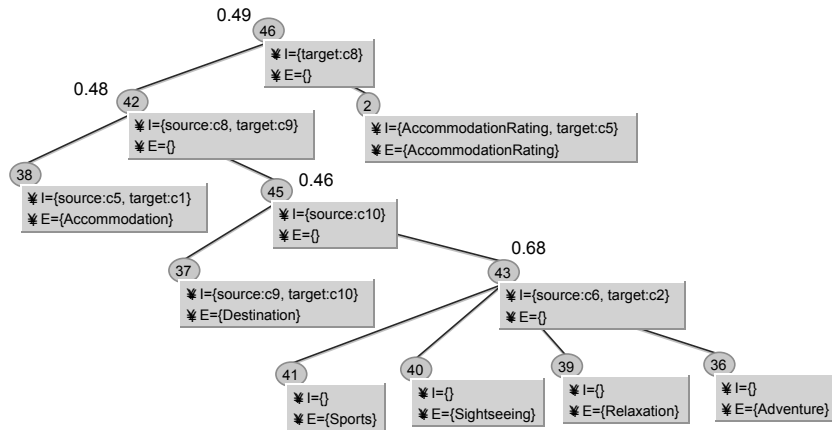 0.49
46
¥ I={target:c8}
¥ E={}
0.48
42
¥ I={source:c8, target:c9}
¥ E={}
2
¥ I={AccommodationRating, target:c5}
¥ E={AccommodationRating}
38
¥ I={source:c5, target:c1}
¥ E={Accommodation}
0.46
45
¥ I={source:c10}
¥ E={}
37
¥ I={source:c9, target:c10}
¥ E={Destination}
0.68
43
¥ I={source:c6, target:c2}
¥ E={}
41
¥ I={}
¥ E={Sports}
40
¥ I={}
¥ E={Sightseeing}
39
¥ I={}
¥ E={Relaxation}
36
¥ I={}
¥ E={Adventure}